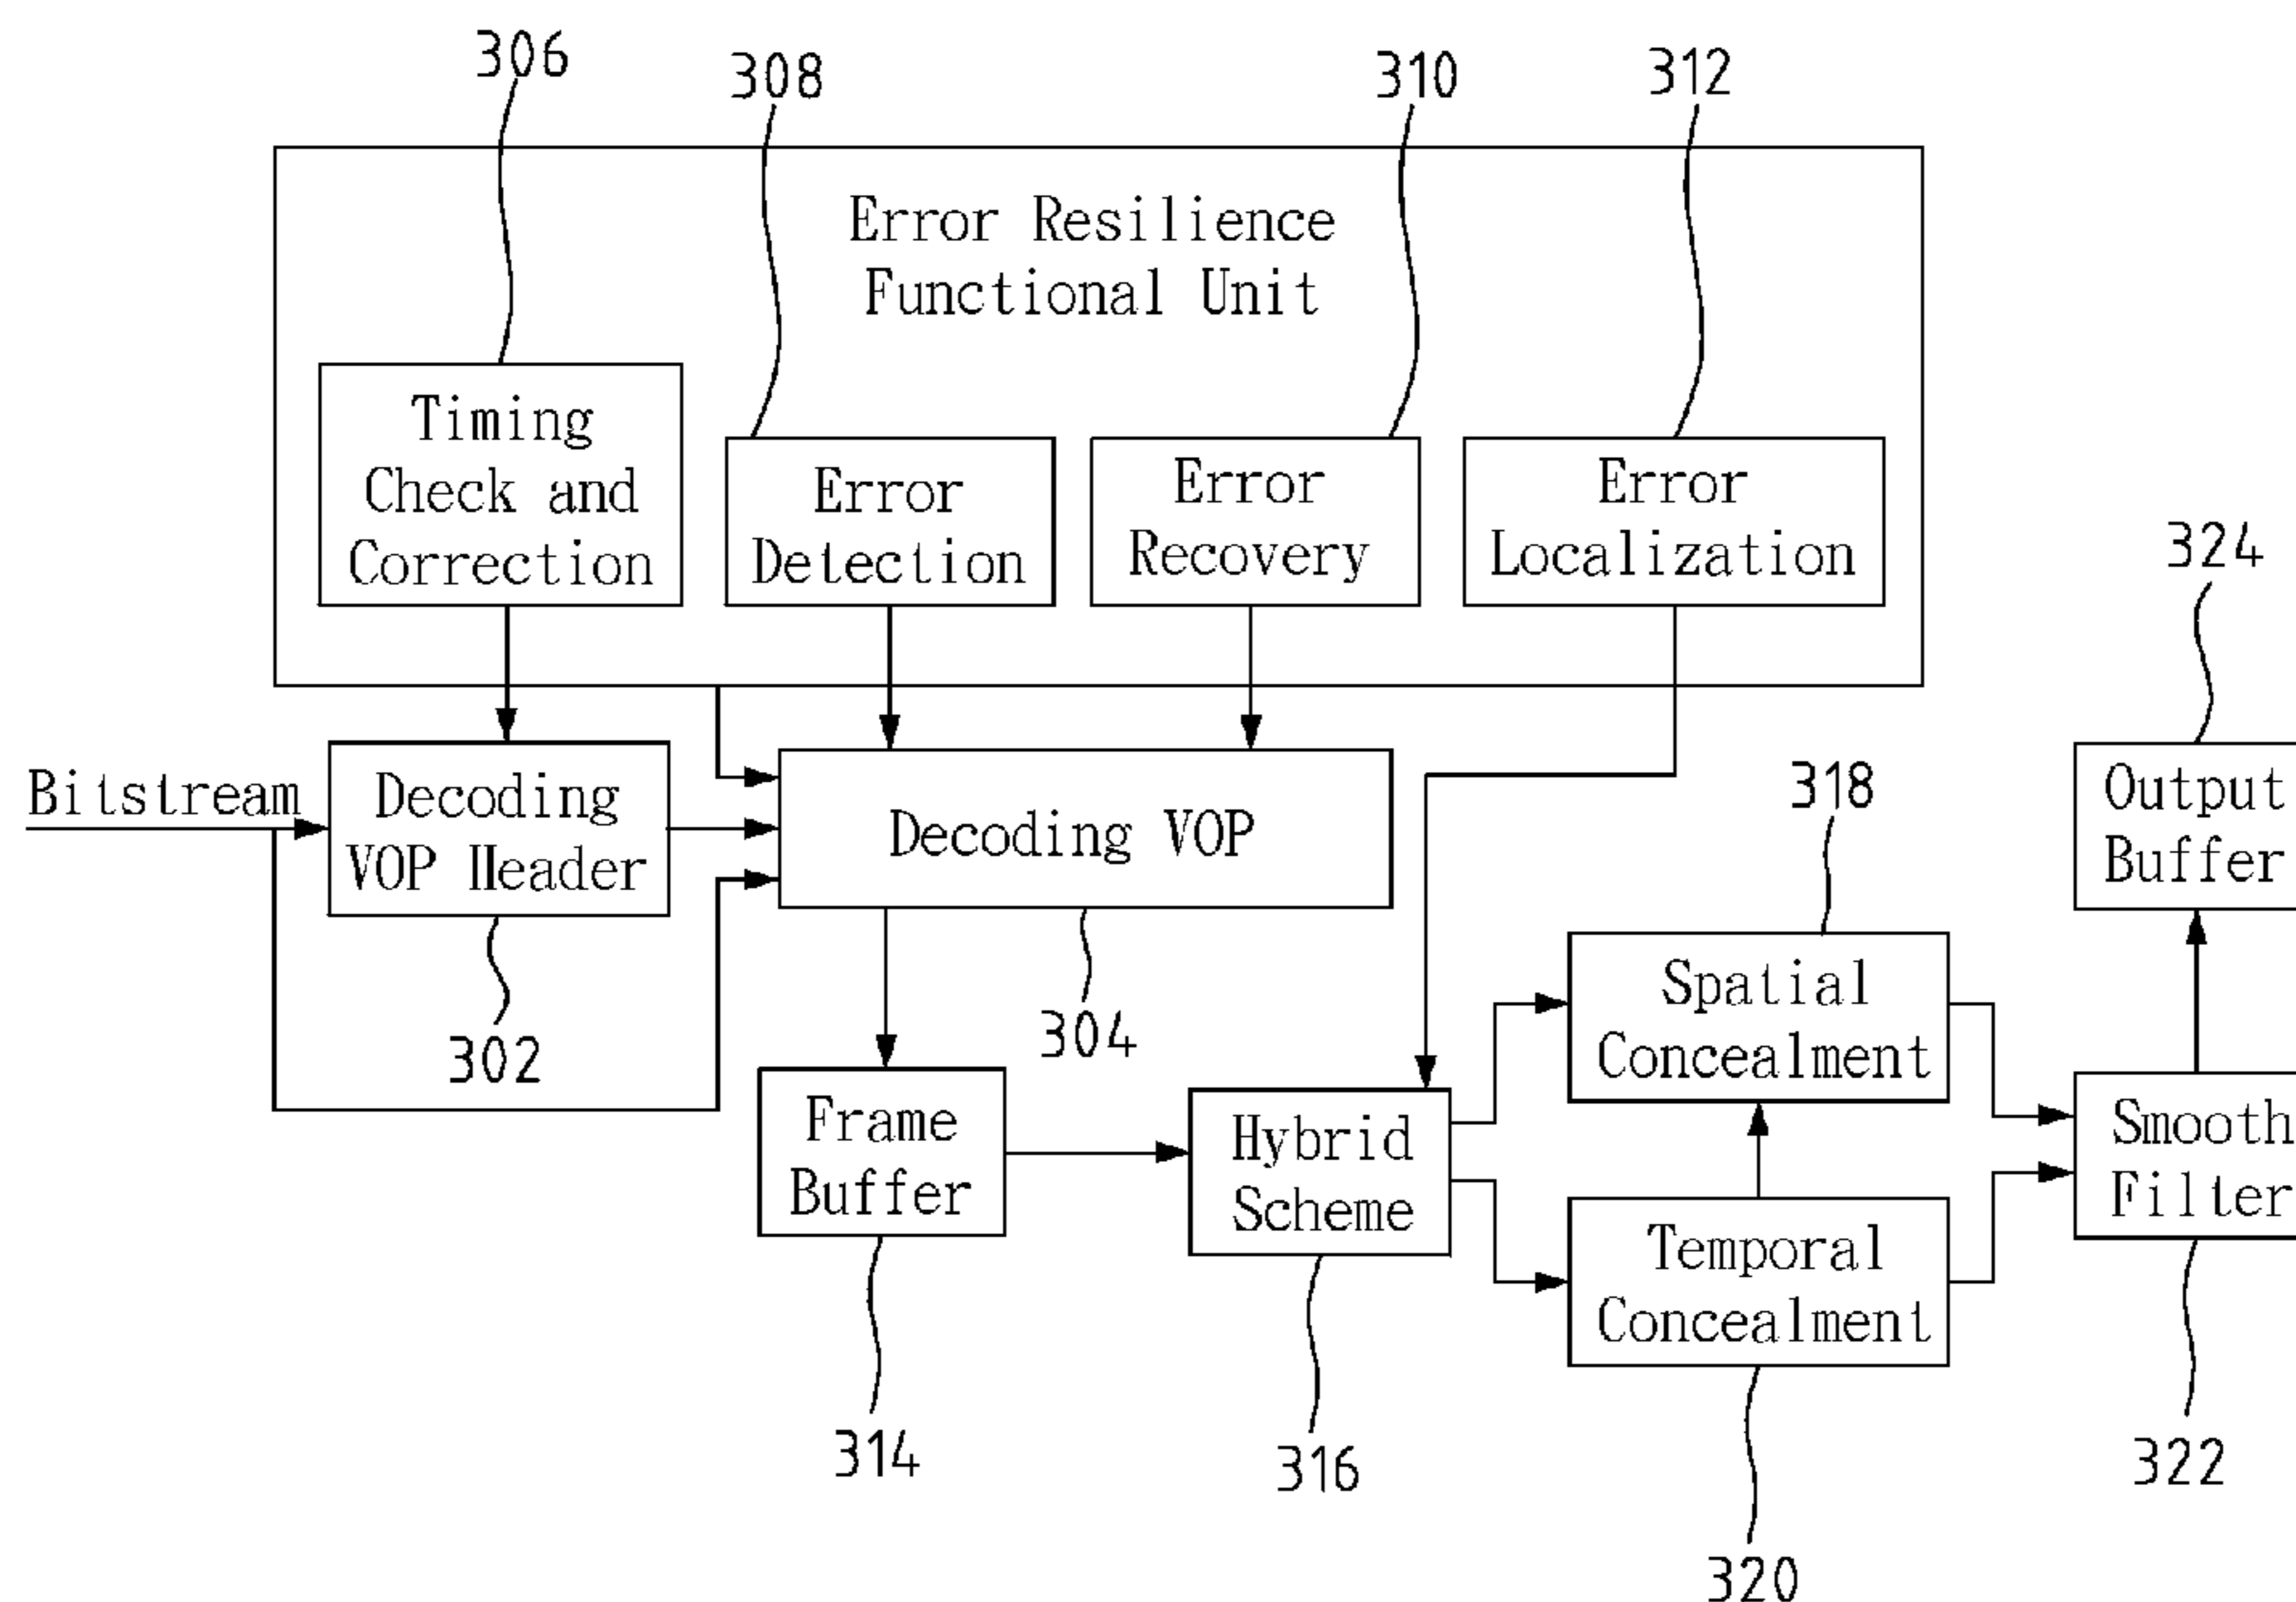 306
308
310
312
Error Resilience
Functional Unit
Timing
Check and
Correction
Error
Detection
Error
Recovery
Error
Localization
324
Bitstream
Decoding
VOP Header
Decoding VOP
318
Output
Buffer
302
304
Spatial
Concealment
Frame
Buffer
Hybrid
Scheme
Smooth
Filter
Temporal
Concealment
314
316
322
320